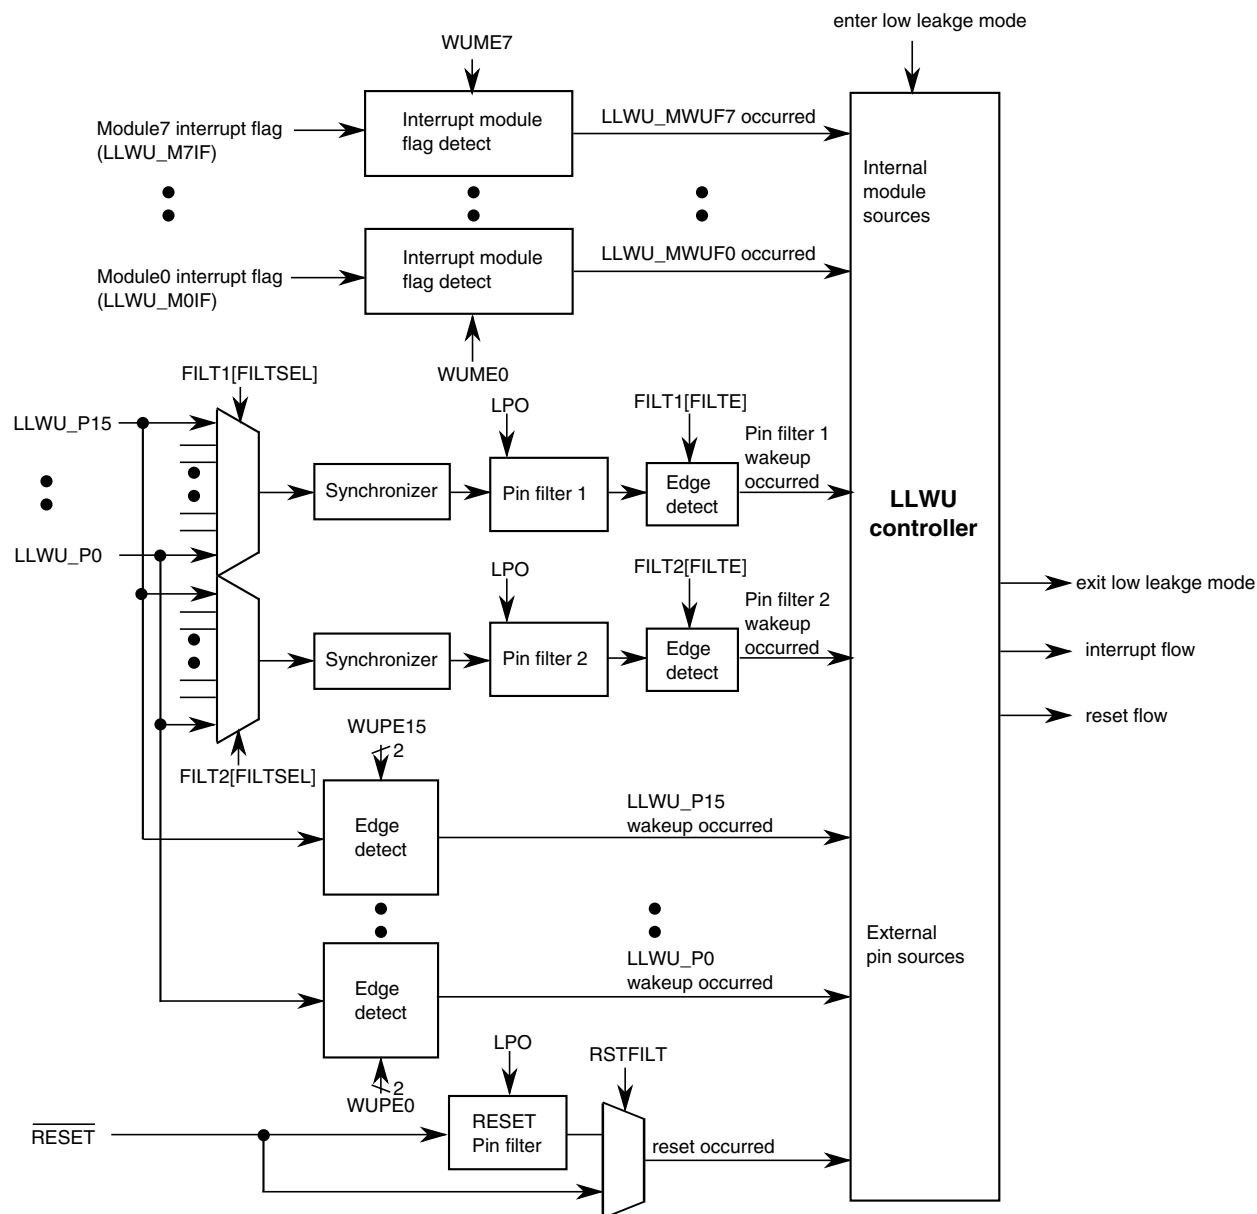 enter low leakge mode
WUME7
Module7 interrupt flag
(LLWU_M7IF)
Interrupt module
flag detect
LLWU_MWUF7 occurred
Internal
module
sources
Module0 interrupt flag
(LLWU_M0IF)
Interrupt module
flag detect
LLWU_MWUF0 occurred
WUME0
FILT1[FILTSEL]
LLWU_P15
LLWU_P0
Synchronizer
LPO
Pin filter 1
FILT1[FILTE]
Edge
detect
Pin filter 1
wakeup
occurred
LLWU
controller
Synchronizer
LPO
Pin filter 2
FILT2[FILTE]
Edge
detect
Pin filter 2
wakeup
occurred
exit low leakge mode
interrupt flow
reset flow
FILT2[FILTSEL]
WUPE15
2
Edge
detect
LLWU_P15
wakeup occurred
External
pin sources
Edge
detect
LLWU_P0
wakeup occurred
2
WUPE0
RESET
LPO
RESET
Pin filter
RSTFILT
reset occurred